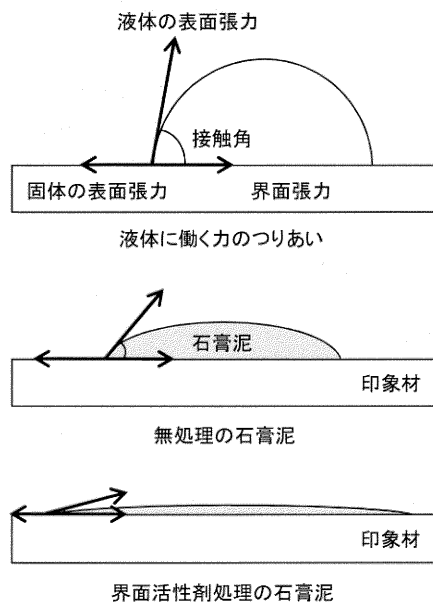 液体の表面張力
接触角
固体の表面張力
界面張力
液体に働く力のつりあい
石膏泥
印象材
無処理の石膏泥
印象材
界面活性剤処理の石膏泥